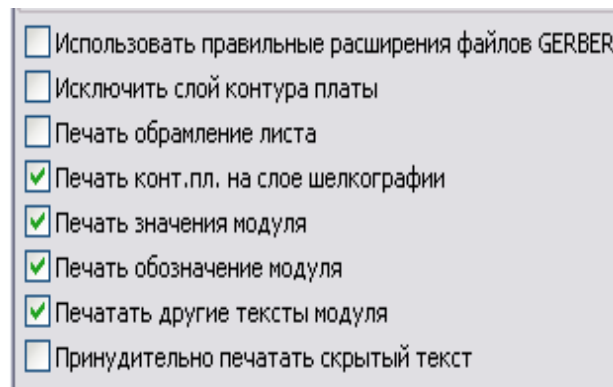 Использовать правильные расширения файлов GERBER
Исключить слой контура платы
Печать обрамление листа
Печать конт.пл. на слое шелкографии
Печать значения модуля
Печать обозначение модуля
Печатать другие тексты модуля
Принудительно печатать скрытый текст